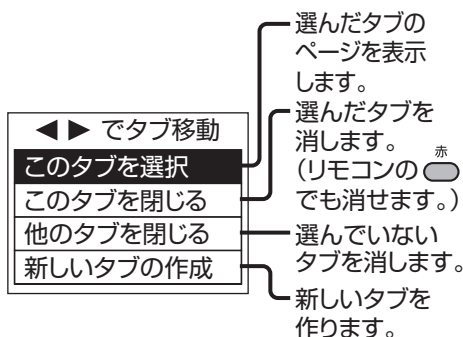 ◀▶ でタブ移動
このタブを選択
このタブを閉じる
他のタブを閉じる
新しいタブの作成
選んだタブの
ページを表示
します。
選んだタブを
消します。
赤
（リモコンの
でも消せます。）
選んでいない
タブを消します。
新しいタブを
作ります。